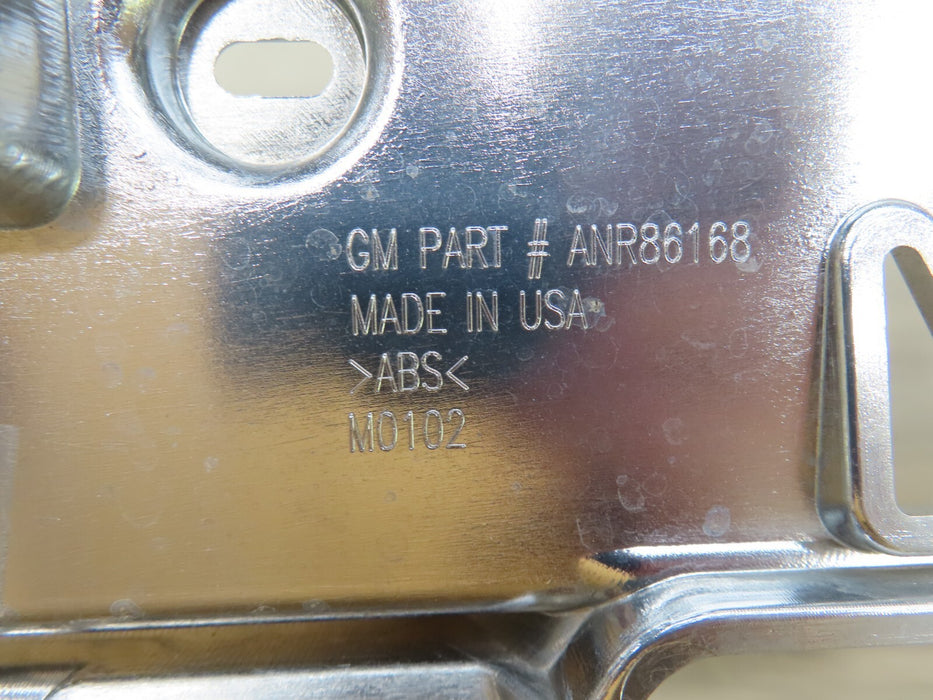 GM PART # ANR86168
MADE IN USA
>ABS<
M0102